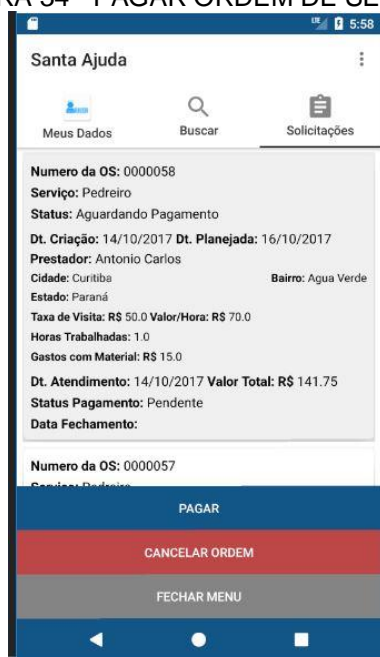 PAGAR ORDEM DE
5:58
Santa Ajuda
Meus Dados
Buscar
Solicitações
Numero da OS: 0000058
Serviço: Pedreiro
Status: Aguardando Pagamento
Dt. Criação: 14/10/2017 Dt. Planejada: 16/10/2017
Prestador: Antonio Carlos
Cidade: Curitiba Bairro: Agua Verde
Estado: Paraná
Taxa de Visita: R$ 50.0 Valor/Hora: R$ 70.0
Horas Trabalhadas: 1.0
Gastos com Material: R$ 15.0
Dt. Atendimento: 14/10/2017 Valor Total: R$ 141.75
Status Pagamento: Pendente
Data Fechamento:
Numero da OS: 0000057
PAGAR
CANCELAR ORDEM
FECHAR MENU